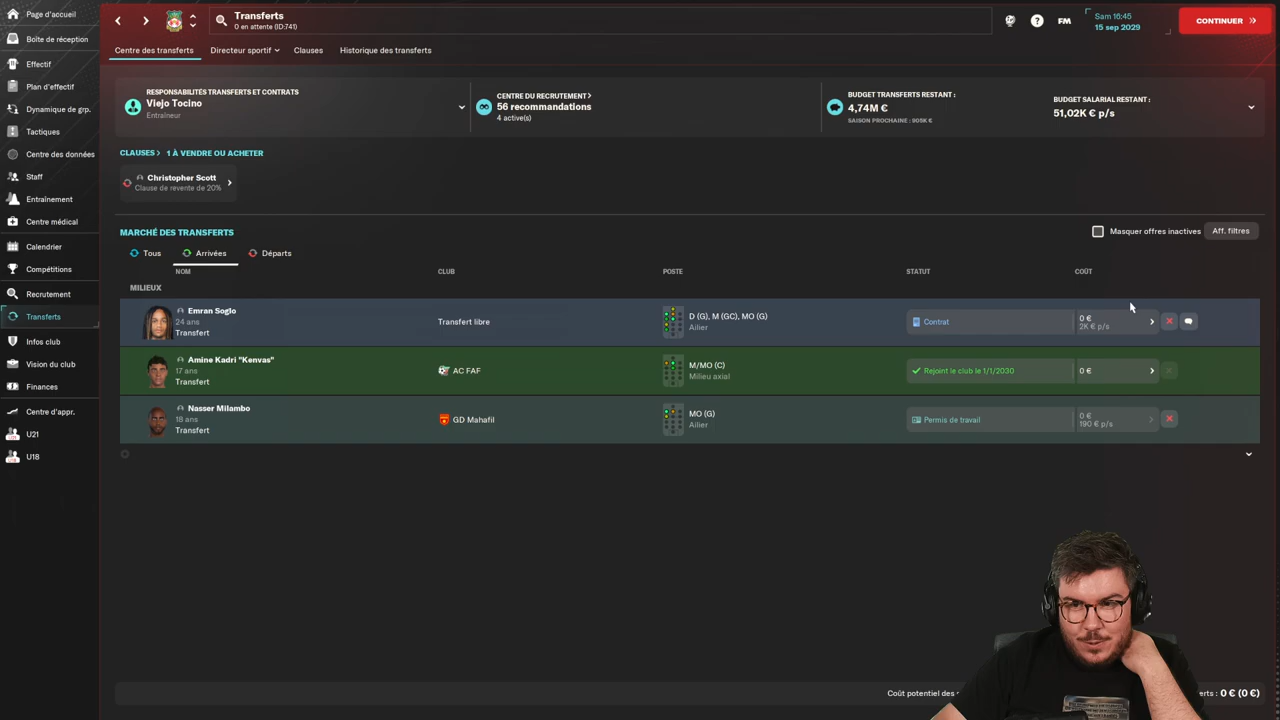 Page d'accueil
Boîte de réception
Effectif
Plan d'effectif
Dynamique de grp.
Tactiques
Centre des données
Staff
Entraînement
Centre médical
Calendrier
Compétitions
Recrutement
Transferts
Infos club
Vision du club
Finances
Centre d'appr.
U21
U18
Transferts
0 en attente (ID:741)
FM
Sam 16:45
15 sep 2029
CONTINUER
Centre des transferts
Directeur sportif
Clauses
Historique des transferts
RESPONSABILITÉS TRANSFERTS ET CONTRATS
Viejo Tocino
Entraîneur
CENTRE DU RECRUTEMENT >
56 recommandations
4 active(s)
BUDGET TRANSFERTS RESTANT :
4,74M €
SAISON PROCHAINE : 905K €
BUDGET SALARIAL RESTANT :
51,02K € p/s
CLAUSES > 1 À VENDRE OU ACHETER
Christopher Scott
Clause de revente de 20%
MARCHÉ DES TRANSFERTS
Masquer offres inactives
Aff. filtres
Tous
Arrivées
Départs
NOM CLUB POSTE STATUT COÛT
MILIEUX
Emran Soglo
24 ans
Transfert
Transfert libre
D (G), M (GC), MO (G)
Ailier
Contrat
0 €
2K € p/s
Amine Kadri "Kenvas"
17 ans
Transfert
AC FAF
M/MO (C)
Milieu axial
Rejoint le club le 1/1/2030
0 €
Nasser Milambo
18 ans
Transfert
GD Mahafil
MO (G)
Ailier
Permis de travail
0 €
190 € p/s
Coût potentiel des
: 0 € (0 €)